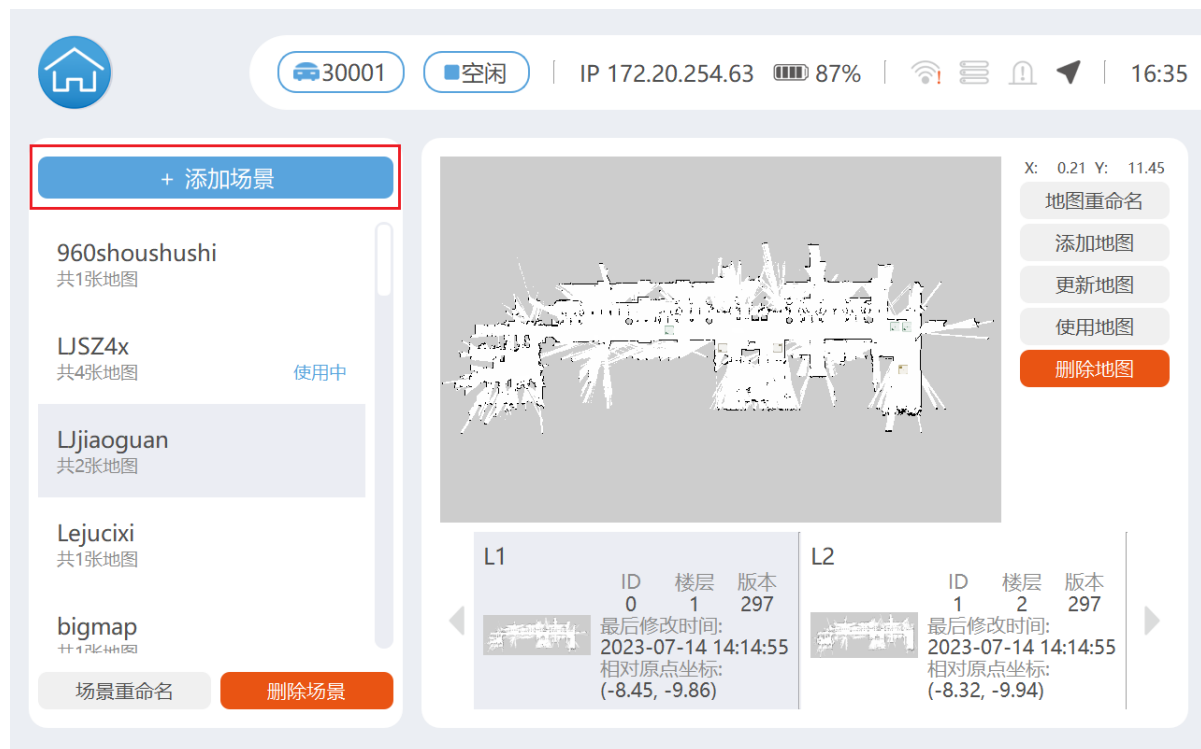 30001
空闲
IP 172.20.254.63
87%
16:35
+ 添加场景
960shoushushi
共1张地图
LJSZ4x
共4张地图
使用中
LJjiaoguan
共2张地图
Lejucixi
共1张地图
bigmap
共1张地图
场景重命名
删除场景
X: 0.21 Y: 11.45
地图重命名
添加地图
更新地图
使用地图
删除地图
L1
ID 楼层 版本
0 1 297
最后修改时间:
2023-07-14 14:14:55
相对原点坐标:
(-8.45, -9.86)
L2
ID 楼层 版本
1 2 297
最后修改时间:
2023-07-14 14:14:55
相对原点坐标:
(-8.32, -9.94)